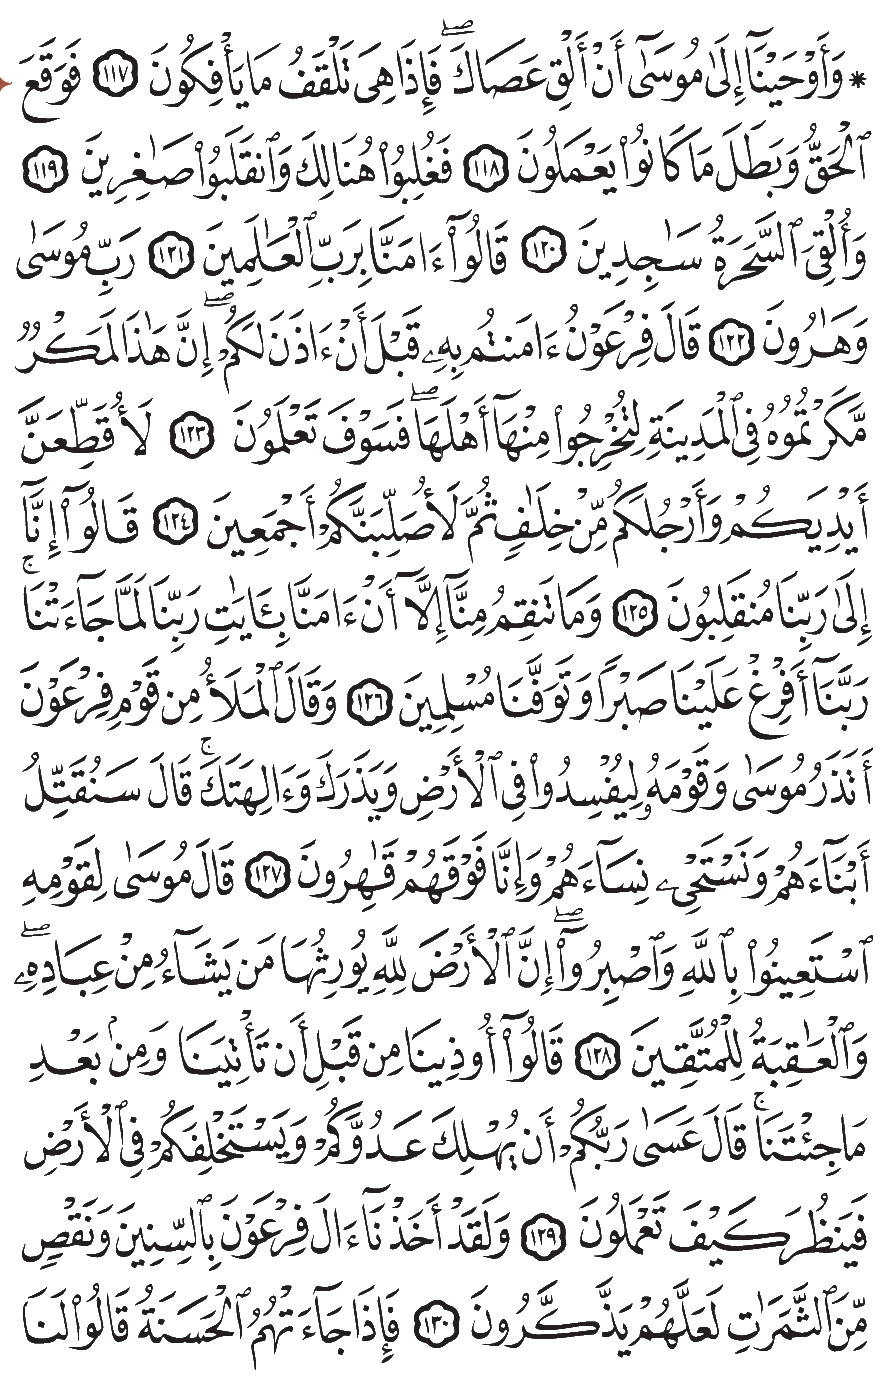 * وَأَوْحَيْنَآ إِلَىٰ مُوسَىٰٓ أَنْ أَلْقِ عَصَاكَۖ فَإِذَا هِىَ تَلْقَفُ مَا يَأْفِكُونَ ١١٧ فَوَقَعَ
ٱلْحَقُّ وَبَطَلَ مَا كَانُوا۟ يَعْمَلُونَ ١١٨ فَغُلِبُوا۟ هُنَالِكَ وَٱنقَلَبُوا۟ صَـٰغِرِينَ ١١٩
وَأُلْقِىَ ٱلسَّحَرَةُ سَـٰجِدِينَ ١٢٠ قَالُوٓا۟ ءَامَنَّا بِرَبِّ ٱلْعَـٰلَمِينَ ١٢١ رَبِّ مُوسَىٰ
وَهَـٰرُونَ ١٢٢ قَالَ فِرْعَوْنُ ءَامَنتُم بِهِۦ قَبْلَ أَنْ ءَاذَنَ لَكُمْۖ إِنَّ هَـٰذَا لَمَكْرٌ
مَّكَرْتُمُوهُ فِى ٱلْمَدِينَةِ لِتُخْرِجُوا۟ مِنْهَآ أَهْلَهَاۖ فَسَوْفَ تَعْلَمُونَ ١٢٣ لَأُقَطِّعَنَّ
أَيْدِيَكُمْ وَأَرْجُلَكُم مِّنْ خِلَـٰفٍ ثُمَّ لَأُصَلِّبَنَّكُمْ أَجْمَعِينَ ١٢٤ قَالُوٓا۟ إِنَّآ
إِلَىٰ رَبِّنَا مُنقَلِبُونَ ١٢٥ وَمَا تَنقِمُ مِنَّآ إِلَّآ أَنْ ءَامَنَّا بِـَٔايَـٰتِ رَبِّنَا لَمَّا جَآءَتْنَاۚ
رَبَّنَآ أَفْرِغْ عَلَيْنَا صَبْرًا وَتَوَفَّنَا مُسْلِمِينَ ١٢٦ وَقَالَ ٱلْمَلَأُ مِن قَوْمِ فِرْعَوْنَ
أَتَذَرُ مُوسَىٰ وَقَوْمَهُۥ لِيُفْسِدُوا۟ فِى ٱلْأَرْضِ وَيَذَرَكَ وَءَالِهَتَكَۚ قَالَ سَنُقَتِّلُ
أَبْنَآءَهُمْ وَنَسْتَحْىِۦ نِسَآءَهُمْ وَإِنَّا فَوْقَهُمْ قَـٰهِرُونَ ١٢٧ قَالَ مُوسَىٰ لِقَوْمِهِ
ٱسْتَعِينُوا۟ بِٱللَّهِ وَٱصْبِرُوٓا۟ۖ إِنَّ ٱلْأَرْضَ لِلَّهِ يُورِثُهَا مَن يَشَآءُ مِنْ عِبَادِهِۦۖ
وَٱلْعَـٰقِبَةُ لِلْمُتَّقِينَ ١٢٨ قَالُوٓا۟ أُوذِينَا مِن قَبْلِ أَن تَأْتِيَنَا وَمِنۢ بَعْدِ
مَا جِئْتَنَاۚ قَالَ عَسَىٰ رَبُّكُمْ أَن يُهْلِكَ عَدُوَّكُمْ وَيَسْتَخْلِفَكُمْ فِى ٱلْأَرْضِ
فَيَنظُرَ كَيْفَ تَعْمَلُونَ ١٢٩ وَلَقَدْ أَخَذْنَآ ءَالَ فِرْعَوْنَ بِٱلسِّنِينَ وَنَقْصٍ
مِّنَ ٱلثَّمَرَٰتِ لَعَلَّهُمْ يَذَّكَّرُونَ ١٣٠ فَإِذَا جَآءَتْهُمُ ٱلْحَسَنَةُ قَالُوا۟ لَنَا